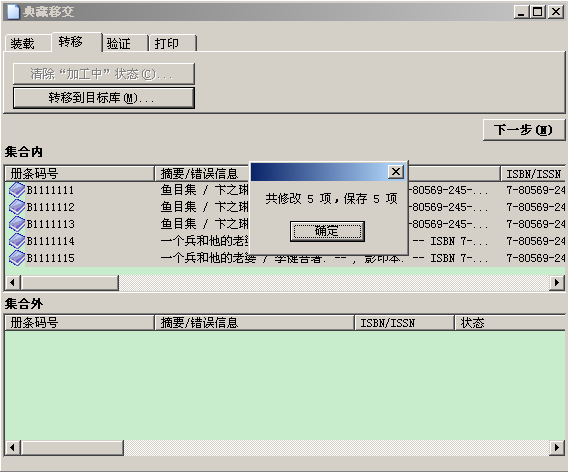 典藏移交
装载 转移 验证 打印
清除“加工中”状态(C)...
转移到目标库(M)...
下一步(N)
集合内
册条码号 摘要/错误信息 ISBN/ISSN
B1111111 鱼目集 / 卞之琳 -80569-245-... 7-80569-24
B1111112 鱼目集 / 卞之琳 -80569-245-... 7-80569-24
B1111113 鱼目集 / 卞之琳 -80569-245-... 7-80569-24
B1111114 一个兵和他的老婆 -- ISBN 7-... 7-80569-24
B1111115 一个兵和他的老婆 / 李健吾著. -- , 影印本. -- ISBN 7-... 7-80569-24
共修改 5 项,保存 5 项
确定
集合外
册条码号 摘要/错误信息 ISBN/ISSN 状态